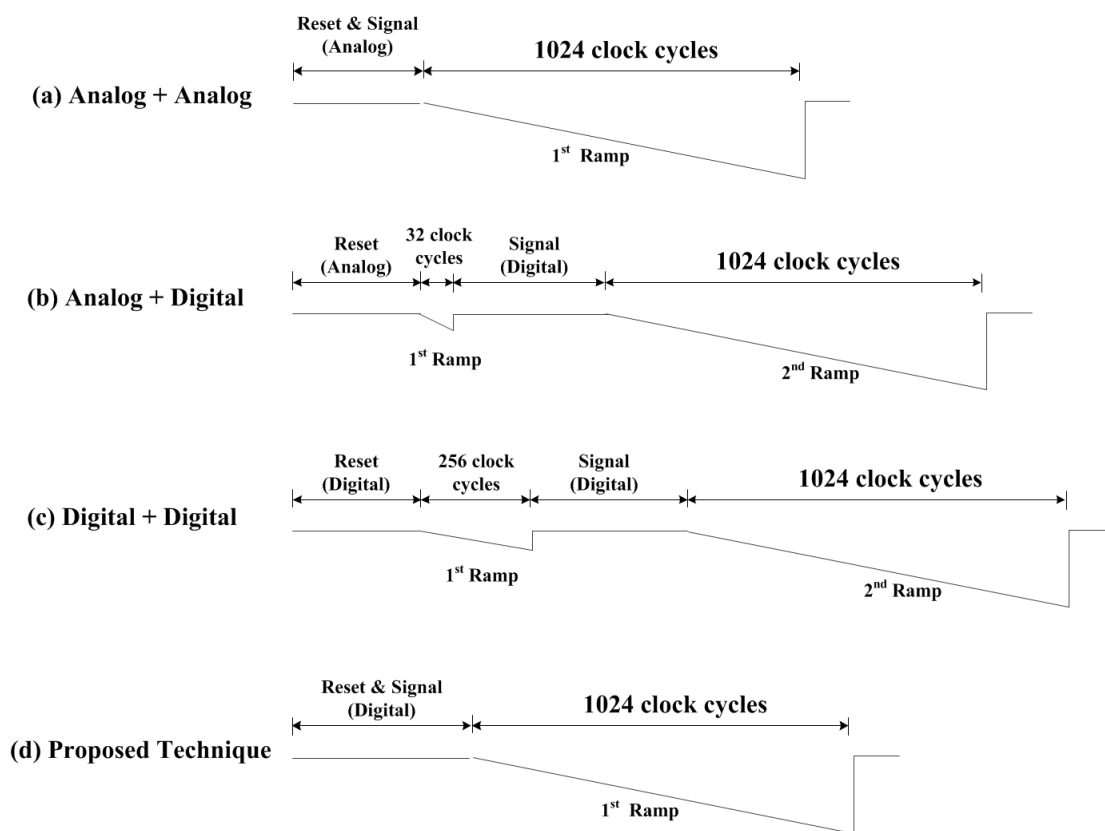 Reset & Signal
(Analog)
1024 clock cycles
(a) Analog + Analog
1st Ramp
Reset
(Analog)
32 clock
cycles
Signal
(Digital)
1024 clock cycles
(b) Analog + Digital
1st Ramp
2nd Ramp
Reset
(Digital)
256 clock
cycles
Signal
(Digital)
1024 clock cycles
(c) Digital + Digital
1st Ramp
2nd Ramp
Reset & Signal
(Digital)
1024 clock cycles
(d) Proposed Technique
1st Ramp